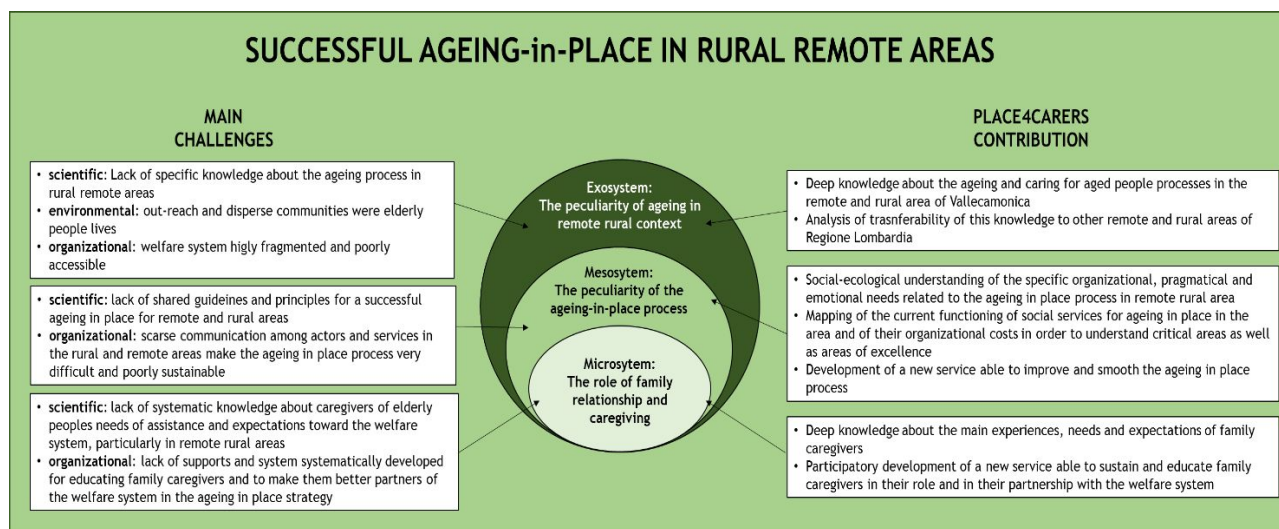 SUCCESSFUL AGEING-in-PLACE IN RURAL REMOTE AREAS
MAIN
CHALLENGES
• scientific: Lack of specific knowledge about the ageing process in
rural remote areas
• environmental: out-reach and disperse communities were elderly
people lives
• organizational: welfare system higly fragmented and poorly
accessible
• scientific: lack of shared guideines and principles for a successful
ageing in place for remote and rural areas
• organizational: scarse communication among actors and services in
the rural and remote areas make the ageing in place process very
difficult and poorly sustainable
• scientific: lack of systematic knowledge about caregivers of elderly
peoples needs of assistance and expectations toward the welfare
system, particularly in remote rural areas
• organizational: lack of supports and system systematically developed
for educating family caregivers and to make them better partners of
the welfare system in the ageing in place strategy
Exosystem:
The peculiarity of ageing in
remote rural context
Mesosytem:
The peculiarity of the
ageing-in-place process
Microsytem:
The role of family
relationship and
caregiving
PLACE4CARERS
CONTRIBUTION
• Deep knowledge about the ageing and caring for aged people processes in the
remote and rural area of Vallecamonica
• Analysis of trasnferability of this knowledge to other remote and rural areas of
Regione Lombardia
• Social-ecological understanding of the specific organizational, pragmatical and
emotional needs related to the ageing in place process in remote rural area
• Mapping of the current functioning of social services for ageing in place in the
area and of their organizational costs in order to understand critical areas as well
as areas of excellence
• Development of a new service able to improve and smooth the ageing in place
process
• Deep knowledge about the main experiences, needs and expectations of family
caregivers
• Participatory development of a new service able to sustain and educate family
caregivers in their role and in their partnership with the welfare system